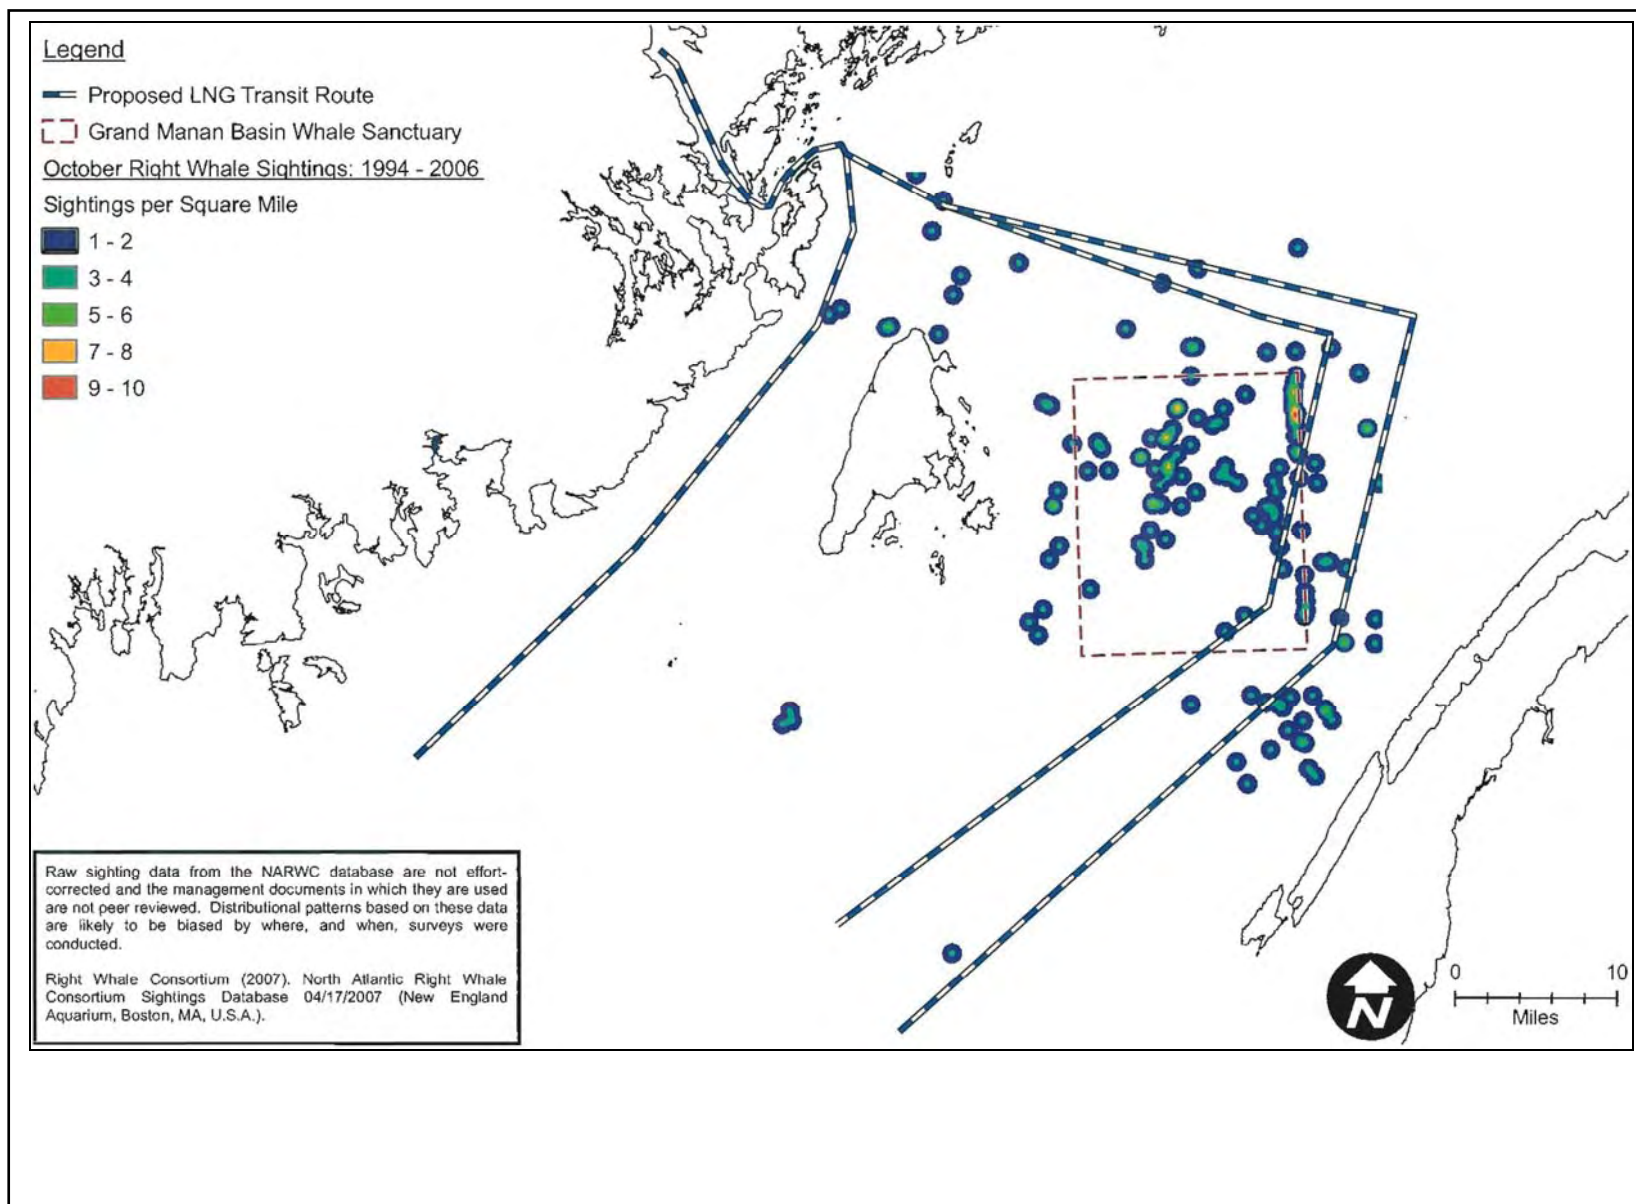 Legend
Proposed LNG Transit Route
Grand Manan Basin Whale Sanctuary
October Right Whale Sightings: 1994 - 2006
Sightings per Square Mile
1 - 2
3 - 4
5 - 6
7 - 8
9 - 10
Raw sighting data from the NARWC database are not effort-
corrected and the management documents in which they are used
are not peer reviewed. Distributional patterns based on these data
are likely to be biased by where, and when, surveys were
conducted.
Right Whale Consortium (2007). North Atlantic Right Whale
Consortium Sightings Database 04/17/2007 (New England
Aquarium, Boston, MA, U.S.A.).
N
0 10
Miles